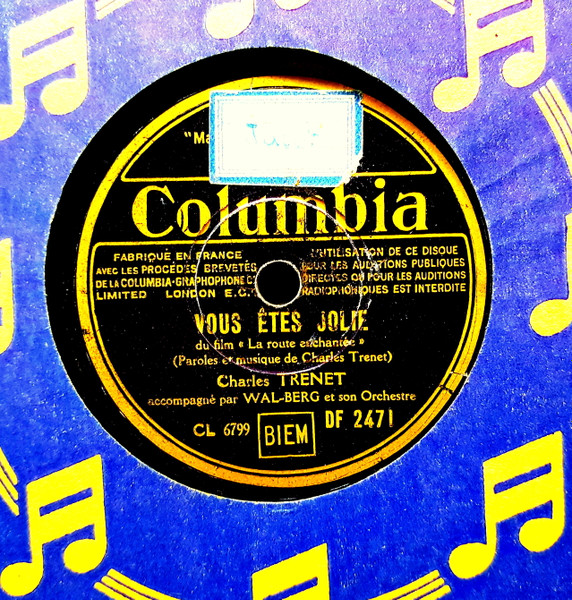 "Ma
Columbia
FABRIQUÉ EN FRANCE
AVEC LES PROCÉDÉS BREVETÉS
DE LA COLUMBIA-GRAPHOPHONE C
LIMITED LONDON E.C.
L'UTILISATION DE CE DISQUE
POUR LES AUDITIONS PUBLIQUES
DIRECTES OU POUR LES AUDITIONS
RADIOPHONIQUES EST INTERDITE
VOUS ÊTES JOLIE
du film « La route enchantée »
(Paroles et musique de Charles Trenet)
Charles TRENET
accompagné par WAL-BERG et son Orchestre
CL 6799 BIEM DF 2471